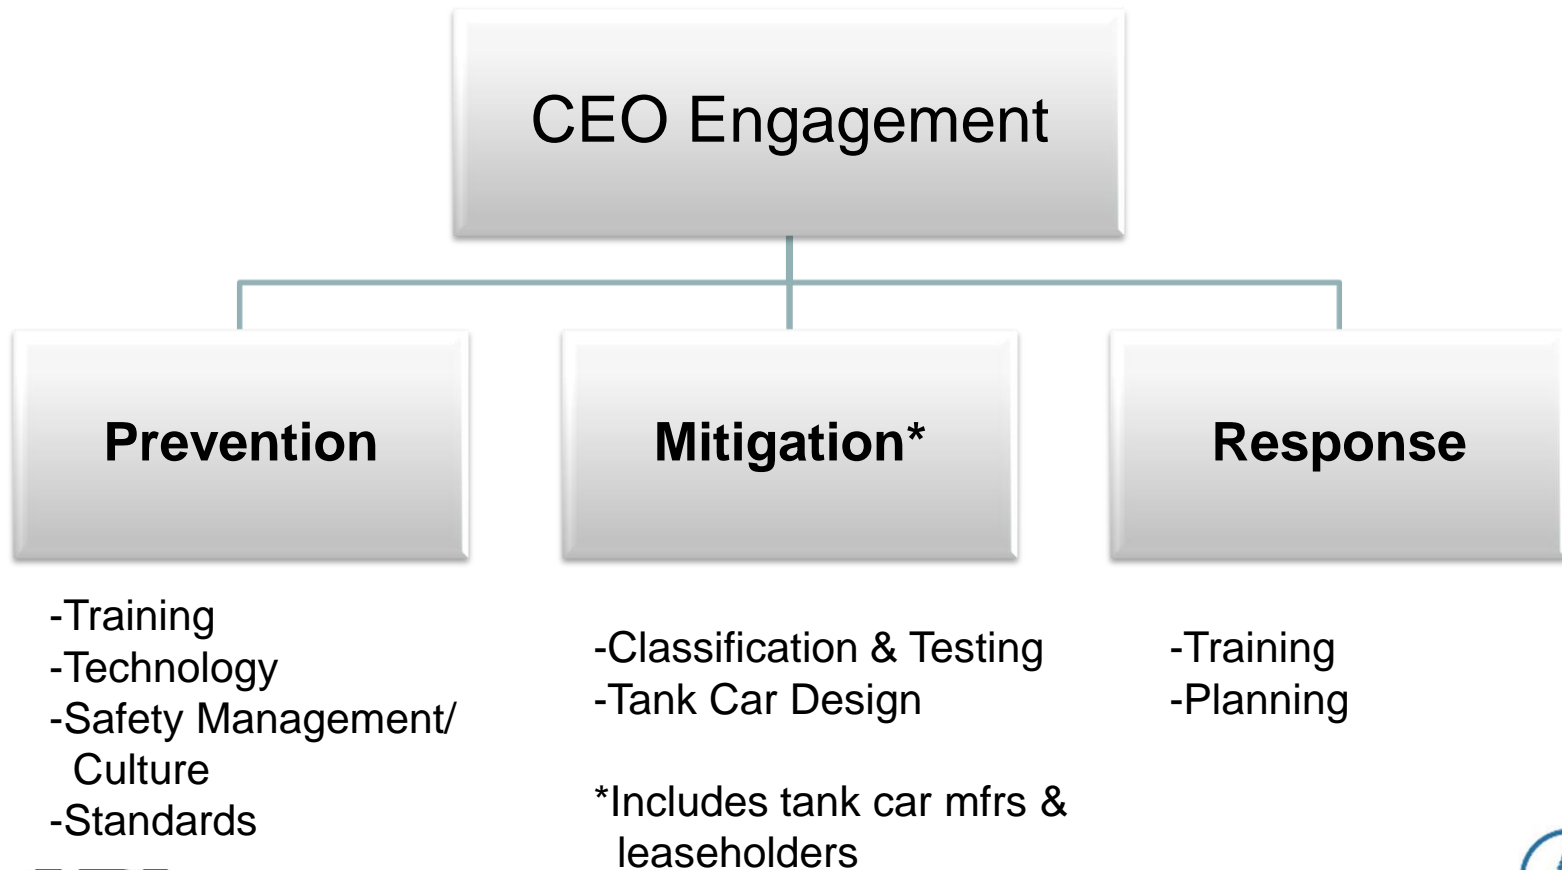 CEO Engagement
Prevention
Mitigation*
Response
-Training
-Technology
-Safety Management/
Culture
-Standards
-Classification & Testing
-Tank Car Design
*Includes tank car mfrs &
leaseholders
-Training
-Planning